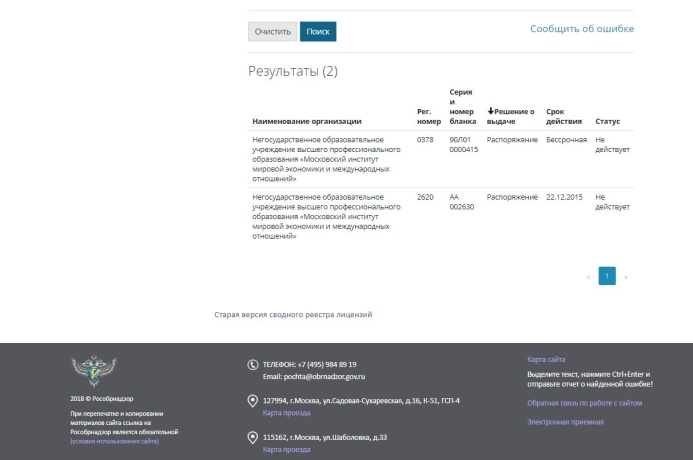 Очистить Поиск Сообщить об ошибке
Результаты (2)
Наименование организации Рег. номер Серия и номер бланка Решение о выдаче Срок действия Статус
Негосударственное образовательное 0378 90Л01 Распоряжение Бессрочная Не
учреждение высшего профессионального 0000415 действует
образования «Московский институт
мировой экономики и международных
отношений»
Негосударственное образовательное 2620 АА Распоряжение 22.12.2015 Не
учреждение высшего профессионального 002630 действует
образования «Московский институт
мировой экономики и международных
отношений»
« 1 »
Старая версия сводного реестра лицензий
2018 © Рособрнадзор
При перепечатке и копировании
материалов сайта ссылка на
Рособрнадзор является обязательной
(условия использования сайта)
ТЕЛЕФОН: +7 (495) 984 89 19
Email: pochta@obrnadzor.gov.ru
127994, г.Москва, ул.Садовая-Сухаревская, д.16, К-51, ГСП-4
Карта проезда
115162, г.Москва, ул.Шаболовка, д.33
Карта проезда
Карта сайта
Выделите текст, нажмите Ctrl+Enter и
отправьте отчет о найденной ошибке!
Обратная связь по работе с сайтом
Электронная приемная